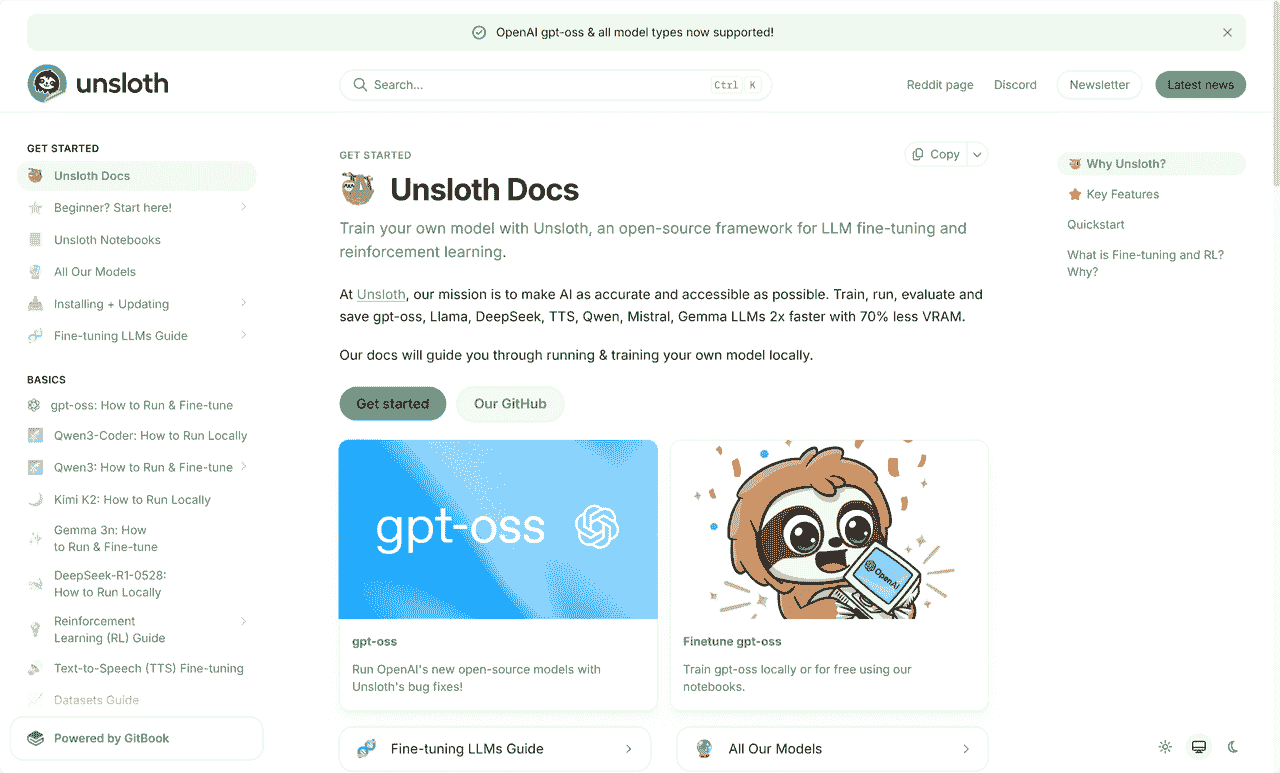 OpenAI gpt-oss & all model types now supported!
unsloth
Search...
Ctrl K
Reddit page
Discord
Newsletter
Latest news
GET STARTED
Unsloth Docs
Beginner? Start here!
Unsloth Notebooks
All Our Models
Installing + Updating
Fine-tuning LLMs Guide
BASICS
gpt-oss: How to Run & Fine-tune
Qwen3-Coder: How to Run Locally
Qwen3: How to Run & Fine-tune
Kimi K2: How to Run Locally
Gemma 3n: How
to Run & Fine-tune
DeepSeek-R1-0528:
How to Run Locally
Reinforcement
Learning (RL) Guide
Text-to-Speech (TTS) Fine-tuning
Datasets Guide
Powered by GitBook
GET STARTED
Copy
Unsloth Docs
Train your own model with Unsloth, an open-source framework for LLM fine-tuning and
reinforcement learning.
At Unsloth, our mission is to make AI as accurate and accessible as possible. Train, run, evaluate and
save gpt-oss, Llama, DeepSeek, TTS, Qwen, Mistral, Gemma LLMs 2x faster with 70% less VRAM.
Our docs will guide you through running & training your own model locally.
Get started
Our GitHub
gpt-oss
OpenAI
gpt-oss
Run OpenAI's new open-source models with
Unsloth's bug fixes!
Finetune gpt-oss
Train gpt-oss locally or for free using our
notebooks.
Fine-tuning LLMs Guide
All Our Models
Why Unsloth?
Key Features
Quickstart
What is Fine-tuning and RL?
Why?